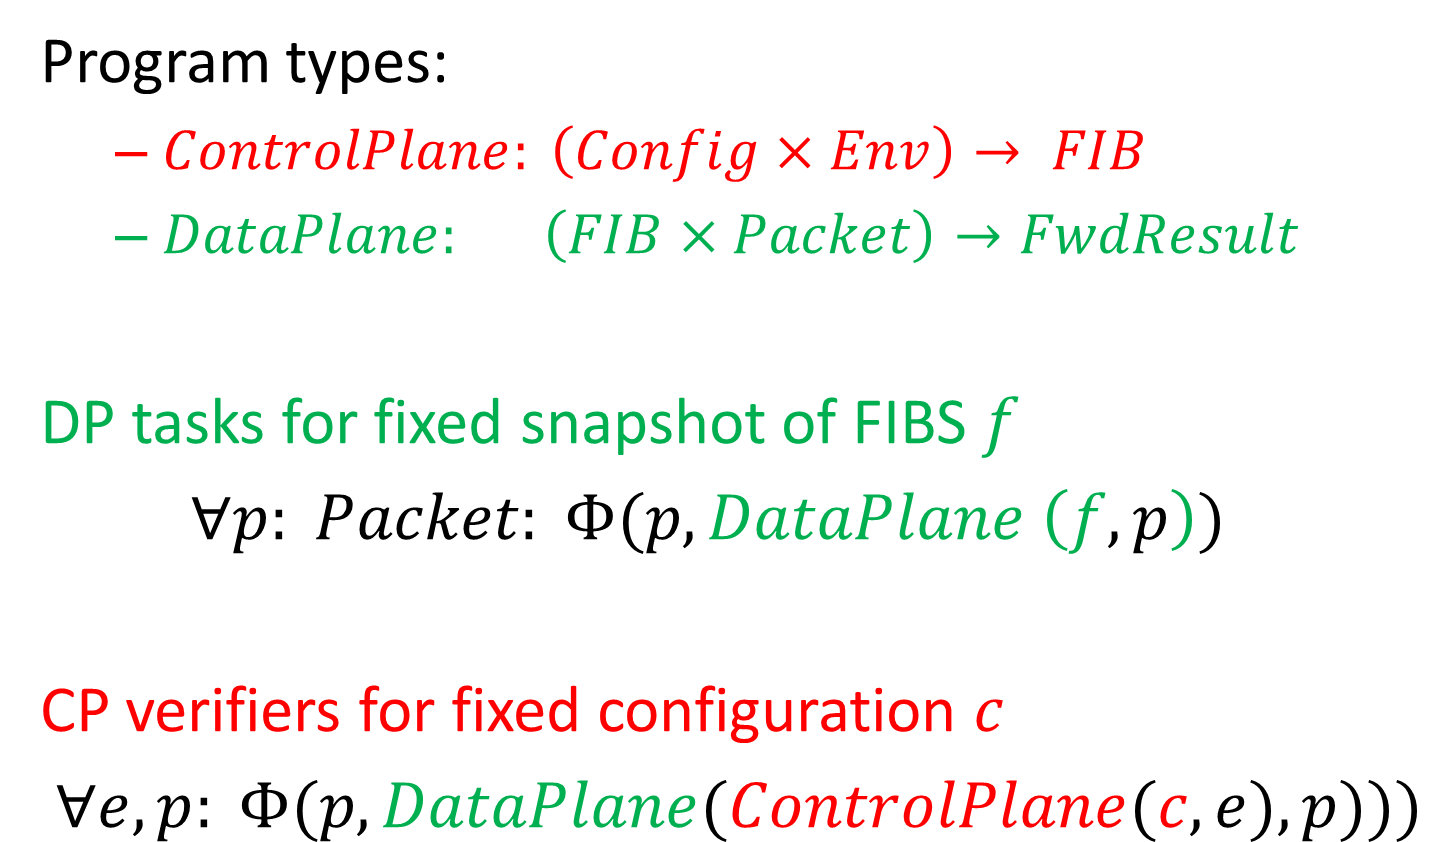 Program types:
– ControlPlane: (Config × Env) → FIB
– DataPlane: (FIB × Packet) → FwdResult
DP tasks for fixed snapshot of FIBS f
∀p: Packet: Φ(p, DataPlane (f, p))
CP verifiers for fixed configuration c
∀e, p: Φ(p, DataPlane(ControlPlane(c, e), p)))